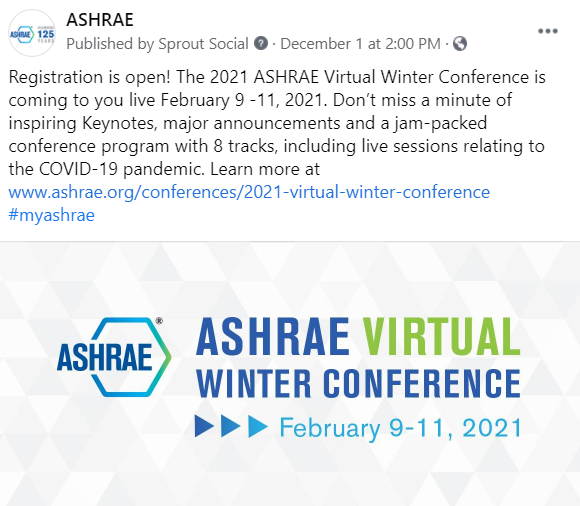 ASHRAE
Published by Sprout Social · December 1 at 2:00 PM ·
Registration is open! The 2021 ASHRAE Virtual Winter Conference is
coming to you live February 9 -11, 2021. Don’t miss a minute of
inspiring Keynotes, major announcements and a jam-packed
conference program with 8 tracks, including live sessions relating to
the COVID-19 pandemic. Learn more at
www.ashrae.org/conferences/2021-virtual-winter-conference
#myashrae
ASHRAE
125
YEARS
ASHRAE®
ASHRAE VIRTUAL
WINTER CONFERENCE
February 9-11, 2021